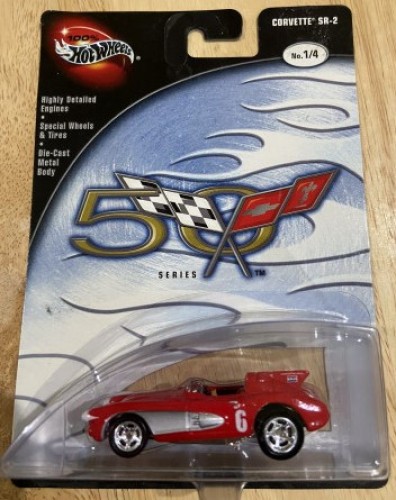 100%
Hot Wheels
CORVETTE® SR-2
No.1/4
Highly Detailed
Engines
•
Special Wheels
& Tires
•
Die-Cast
Metal
Body
50
SERIES ™
6